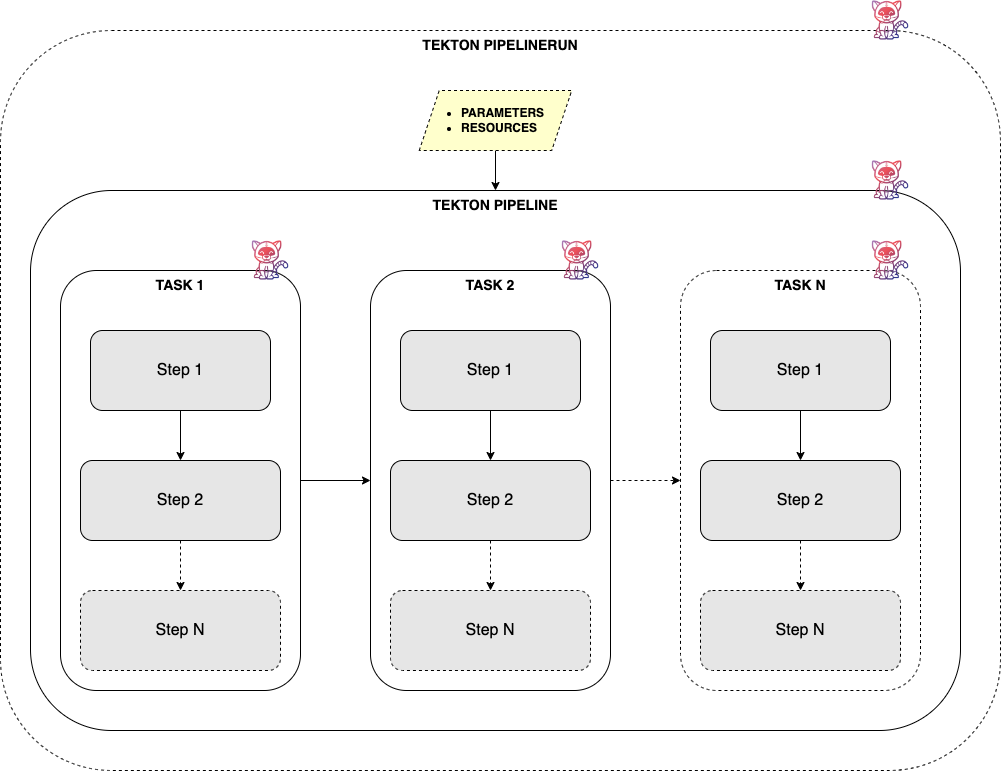 TEKTON PIPELINERUN
• PARAMETERS
• RESOURCES
TEKTON PIPELINE
TASK 1
Step 1
Step 2
Step N
TASK 2
Step 1
Step 2
Step N
TASK N
Step 1
Step 2
Step N